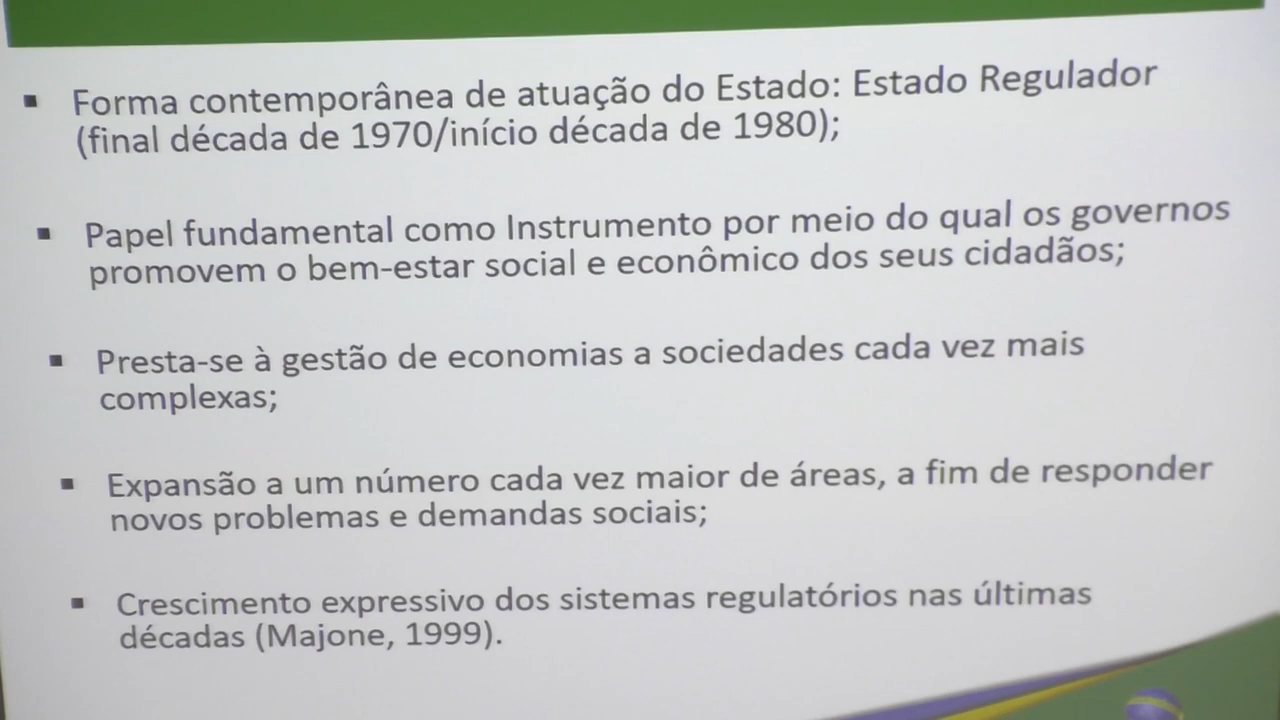 ▪ Forma contemporânea de atuação do Estado: Estado Regulador
(final década de 1970/início década de 1980);
▪ Papel fundamental como Instrumento por meio do qual os governos
promovem o bem-estar social e econômico dos seus cidadãos;
▪ Presta-se à gestão de economias a sociedades cada vez mais
complexas;
▪ Expansão a um número cada vez maior de áreas, a fim de responder
novos problemas e demandas sociais;
▪ Crescimento expressivo dos sistemas regulatórios nas últimas
décadas (Majone, 1999).